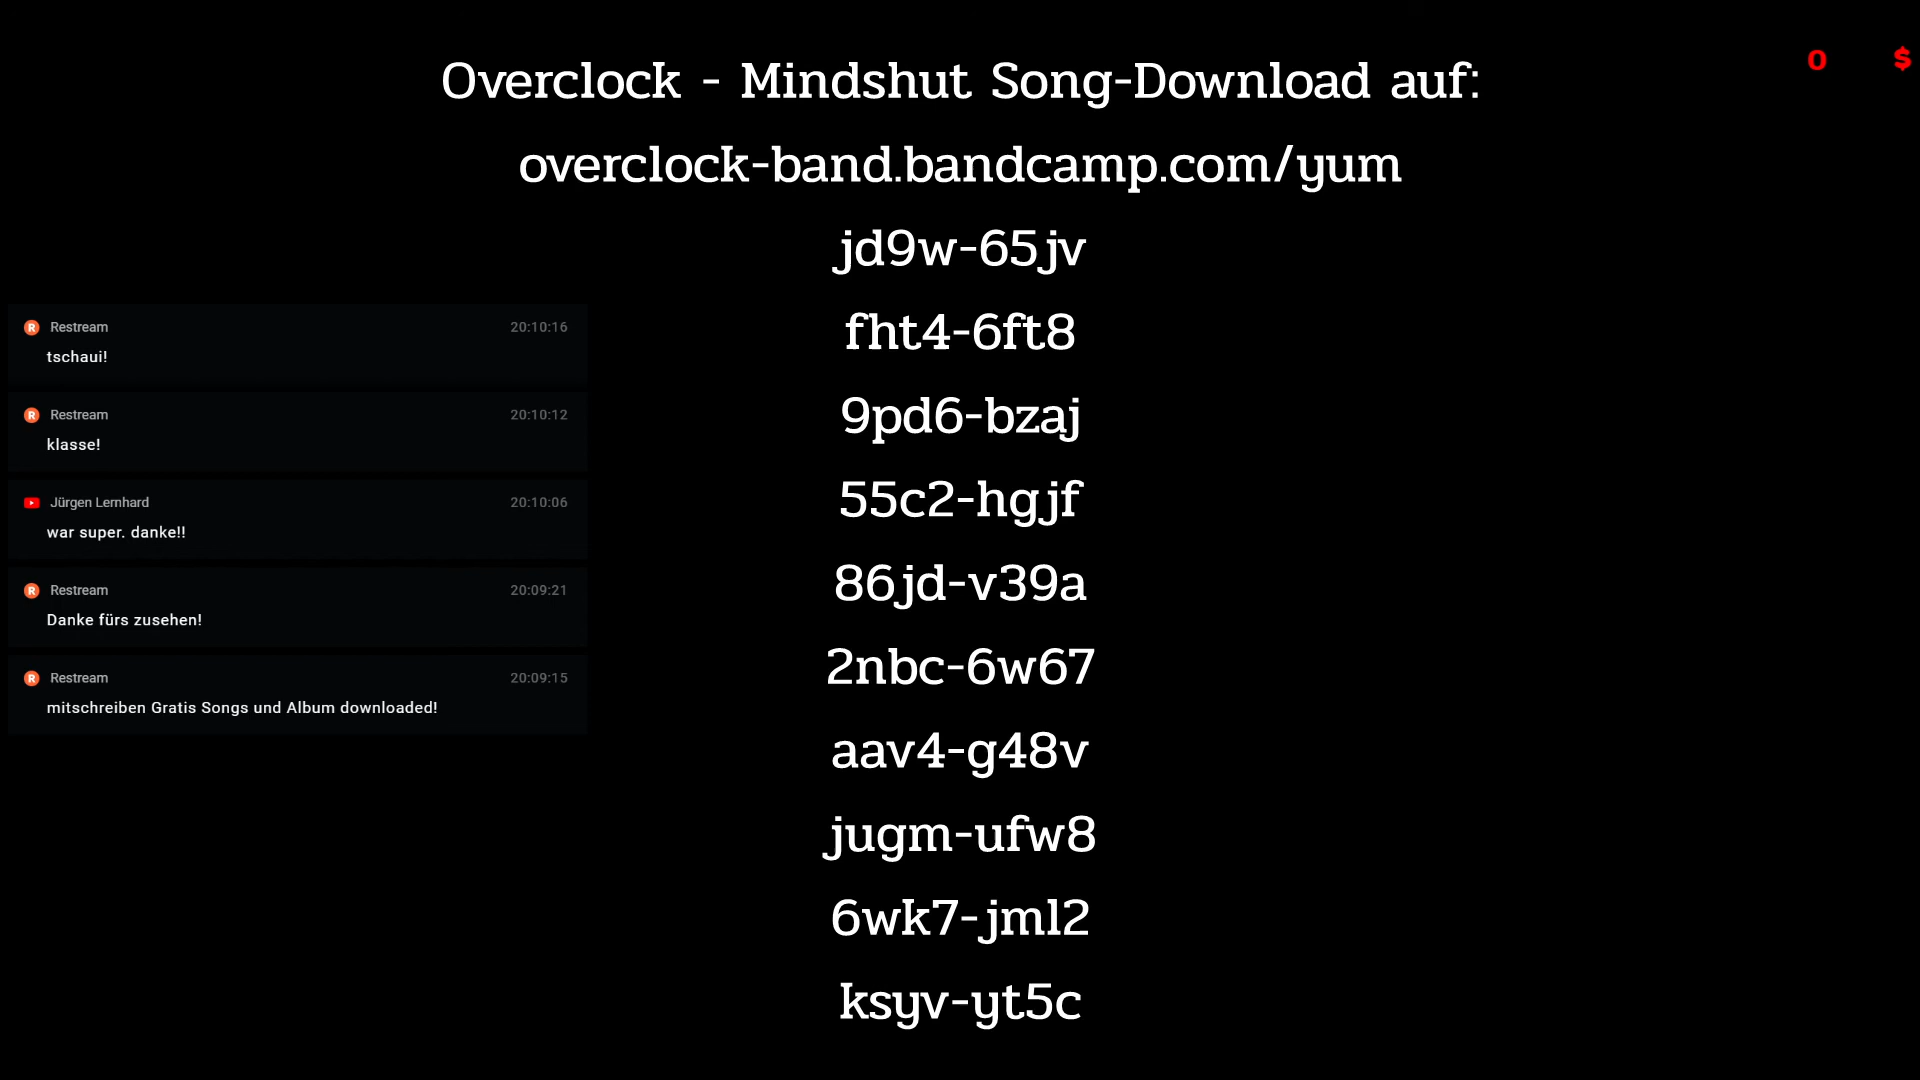 Overclock - Mindshut Song-Download auf:
overclock-band.bandcamp.com/yum
0 $
jd9w-65jv
fht4-6ft8
9pd6-bzaj
55c2-hgjf
86jd-v39a
2nbc-6w67
aav4-g48v
jugm-ufw8
6wk7-jml2
ksyv-yt5c
R Restream 20:10:16
tschaui!
R Restream 20:10:12
klasse!
Jürgen Lernhard 20:10:06
war super. danke!!
R Restream 20:09:21
Danke fürs zusehen!
R Restream 20:09:15
mitschreiben Gratis Songs und Album downloaded!